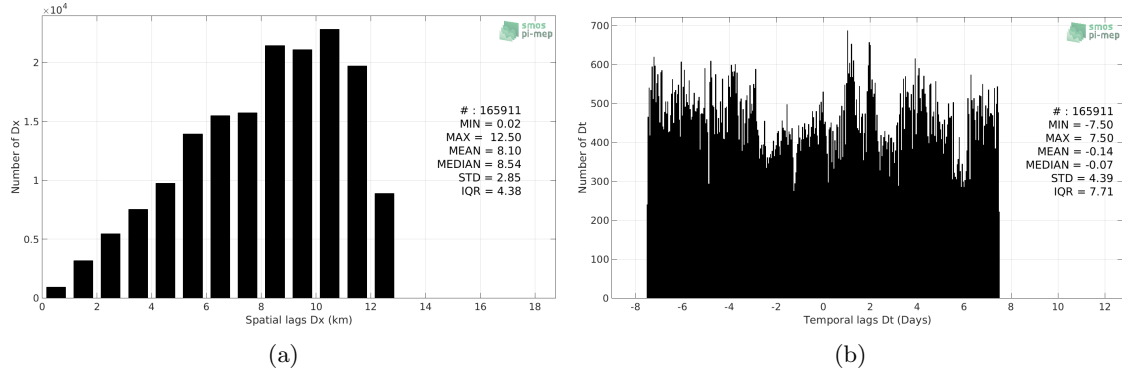 ×10⁴
2
1.5
1
0.5
0
Number of Dx
0 2 4 6 8 10 12 14 16 18
Spatial lags Dx (km)
smos
pi-mep
# : 165911
MIN = 0.02
MAX = 12.50
MEAN = 8.10
MEDIAN = 8.54
STD = 2.85
IQR = 4.38
(a)
700
600
500
400
300
200
100
0
Number of Dt
-8 -6 -4 -2 0 2 4 6 8 10 12
Temporal lags Dt (Days)
smos
pi-mep
# : 165911
MIN = -7.50
MAX = 7.50
MEAN = -0.14
MEDIAN = -0.07
STD = 4.39
IQR = 7.71
(b)